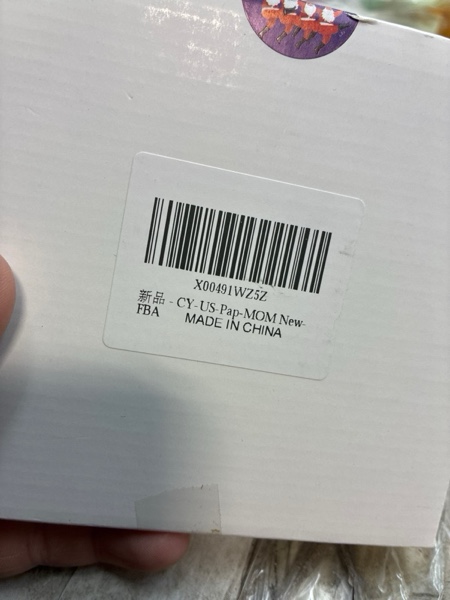 X00491WZ5Z
新品 - CY-US-Pap-MOM New-
FBA
MADE IN CHINA